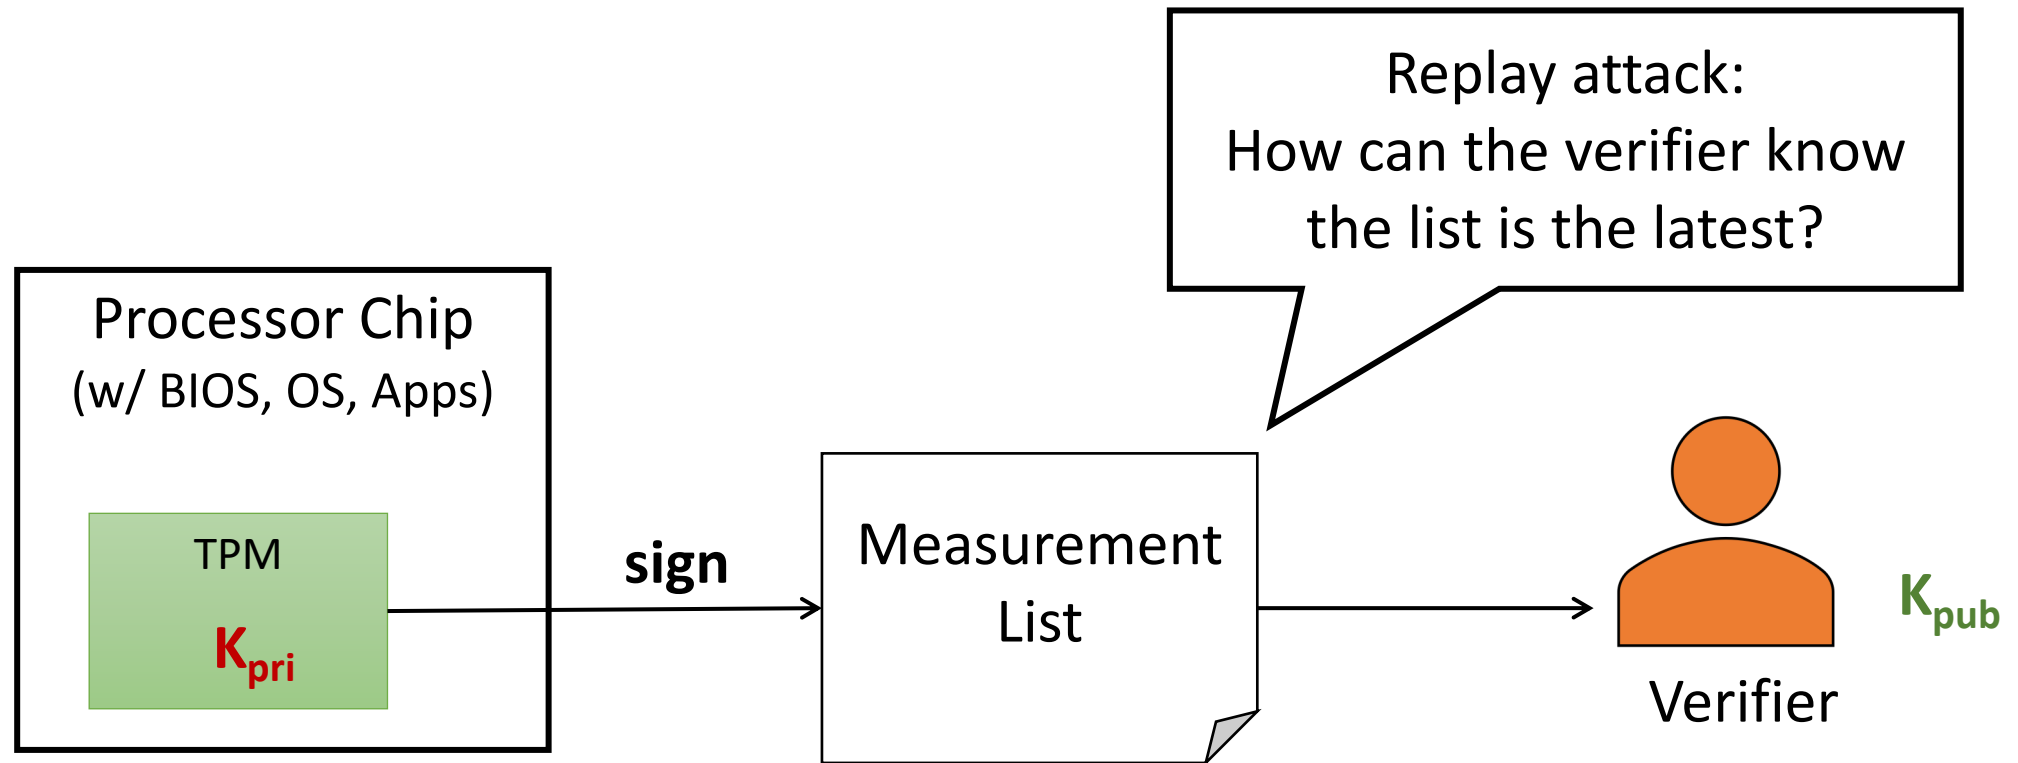 Replay attack:
How can the verifier know
the list is the latest?
Processor Chip
(w/ BIOS, OS, Apps)
TPM
Kpri
sign
Measurement
List
Kpub
Verifier